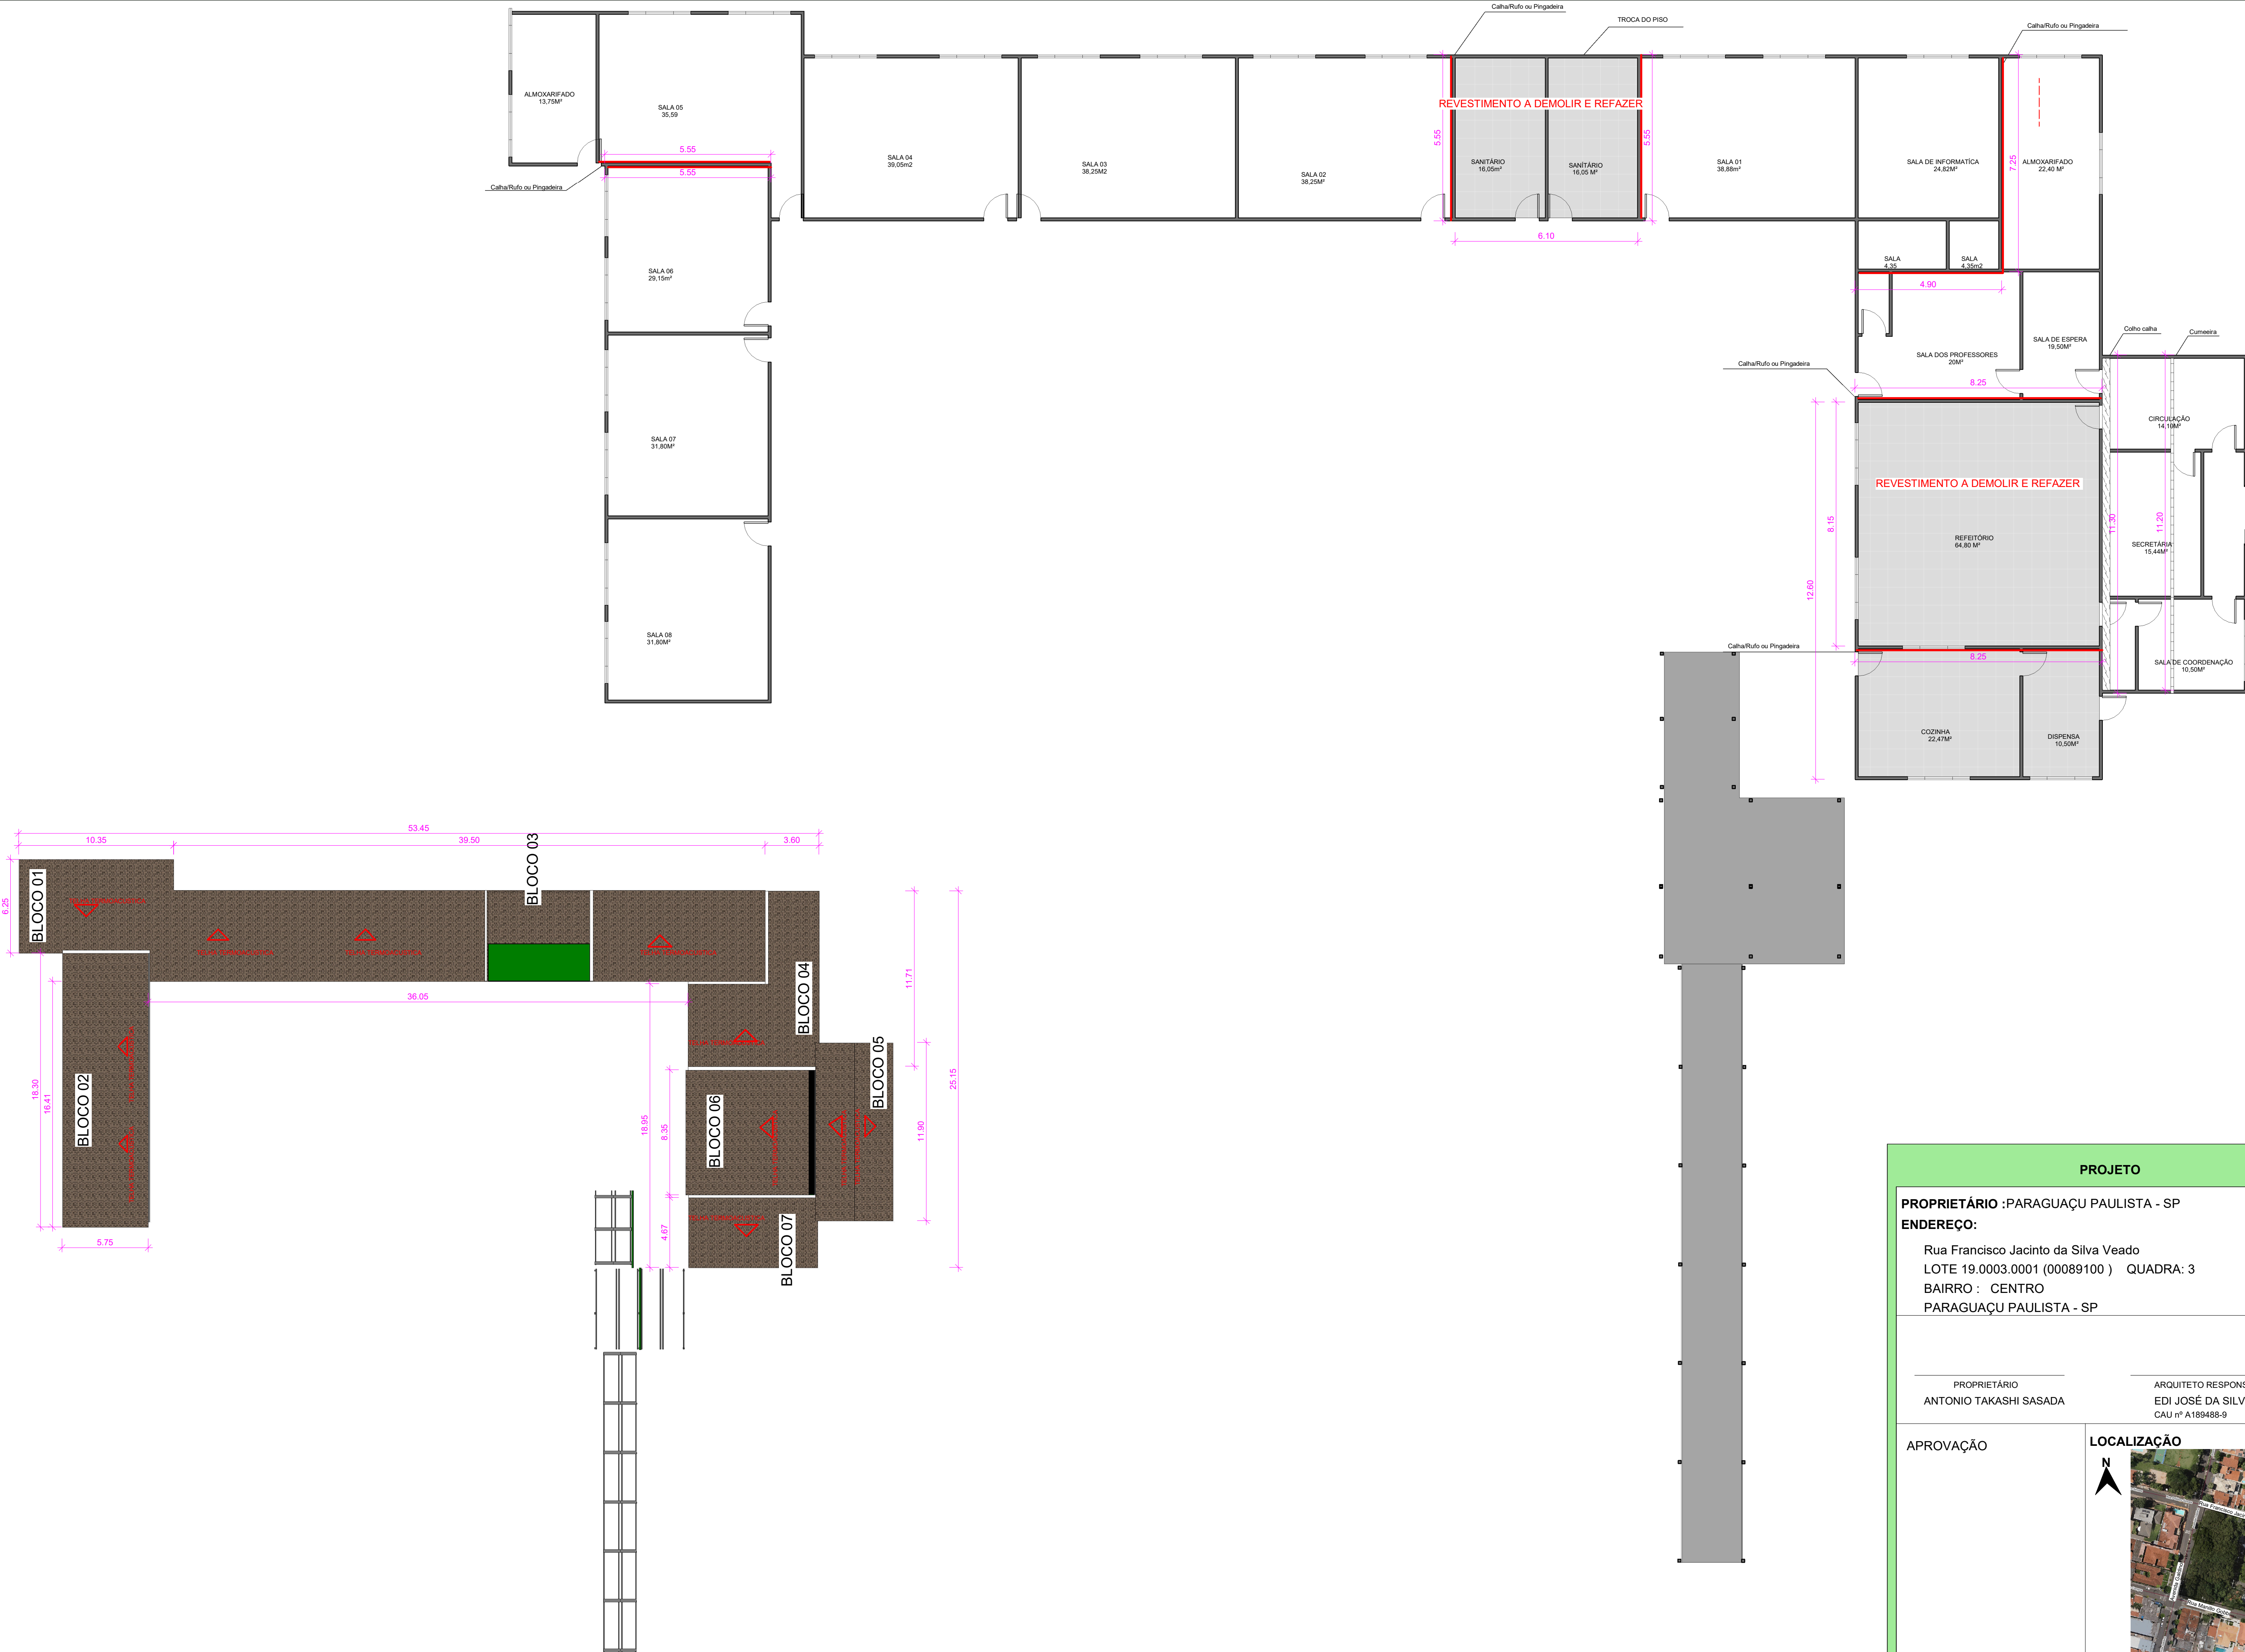 Calha/Rufo ou Pingadeira
TROCA DO PISO
Calha/Rufo ou Pingadeira
ALMOXARIFADO
13,75M²
SALA 05
35,59
REVESTIMENTO A DEMOLIR E REFAZER
5.55
5.55
5.55
5.55
7.25
Calha/Rufo ou Pingadeira
SALA 04
39,05m2
SALA 03
38,25M2
SALA 02
38,25M²
SANITÁRIO
16,05m²
SANÍTÁRIO
16,05 M²
SALA 01
38,88m²
SALA DE INFORMATÍCA
24,82M²
ALMOXARIFADO
22,40 M²
6.10
SALA 06
29,15m²
SALA
4,35
SALA
4,35m2
4.90
Colho calha
Cumeeira
SALA DE ESPERA
19,50M²
SALA DOS PROFESSORES
20M²
Calha/Rufo ou Pingadeira
8.25
CIRCULAÇÃO
14,10M²
SALA 07
31,80M²
REVESTIMENTO A DEMOLIR E REFAZER
8.15
11.30
11.20
REFEITÓRIO
64,80 M²
SECRETÁRIA
15,44M²
12.60
SALA 08
31,80M²
Calha/Rufo ou Pingadeira
8.25
SALA DE COORDENAÇÃO
10,50M²
COZINHA
22,47M²
DISPENSA
10,50M²
53.45
10.35
39.50
3.60
BLOCO 03
BLOCO 01
6.25
36.05
BLOCO 04
11.71
25.15
BLOCO 05
18.30
16.41
BLOCO 02
18.95
8.35
BLOCO 06
11.90
4.67
BLOCO 07
5.75
PROJETO
PROPRIETÁRIO :PARAGUAÇU PAULISTA - SP
ENDEREÇO:
Rua Francisco Jacinto da Silva Veado
LOTE 19.0003.0001 (00089100 ) QUADRA: 3
BAIRRO : CENTRO
PARAGUAÇU PAULISTA - SP
PROPRIETÁRIO
ANTONIO TAKASHI SASADA
ARQUITETO RESPONS
EDI JOSÉ DA SILV
CAU nº A189488-9
APROVAÇÃO
LOCALIZAÇÃO
N
Rua Francisco Jaci